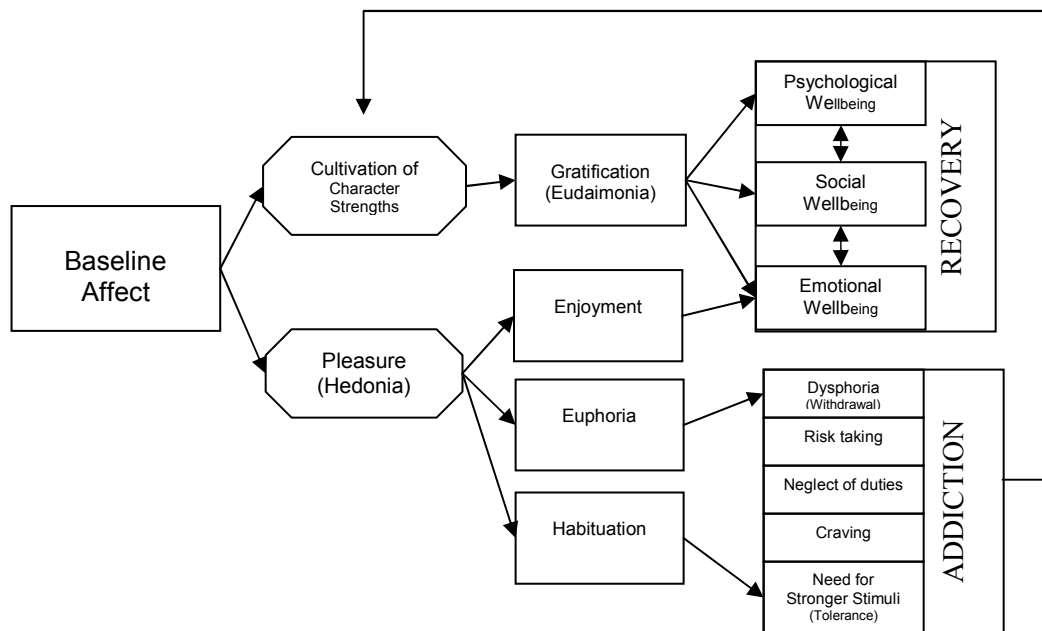 Baseline
Affect
Cultivation of
Character
Strengths
Pleasure
(Hedonia)
Gratification
(Eudaimonia)
Enjoyment
Euphoria
Habituation
Psychological
Wellbeing
Social
Wellbeing
Emotional
Wellbeing
RECOVERY
Dysphoria
(Withdrawal)
Risk taking
Neglect of duties
Craving
Need for
Stronger Stimuli
(Tolerance)
ADDICTION